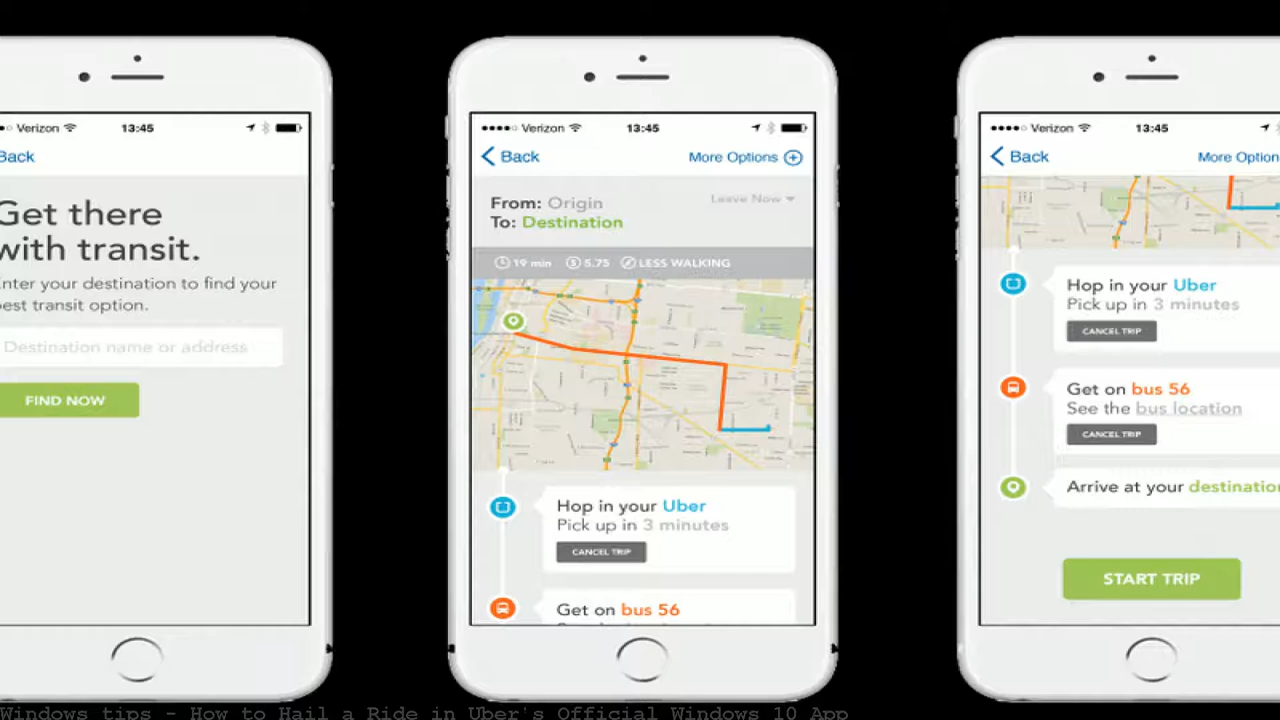 Verizon 13:45
Back
Get there
with transit.
Enter your destination to find your
best transit option.
Destination name or address
FIND NOW
Verizon 13:45
Back More Options
From: Origin Leave Now
To: Destination
19 min 5.75 LESS WALKING
Hop in your Uber
Pick up in 3 minutes
CANCEL TRIP
Get on bus 56
Verizon 13:45
Back More Option
Hop in your Uber
Pick up in 3 minutes
CANCEL TRIP
Get on bus 56
See the bus location
CANCEL TRIP
Arrive at your destination
START TRIP
Windows tips - How to Hail a Ride in Uber's Official Windows 10 App